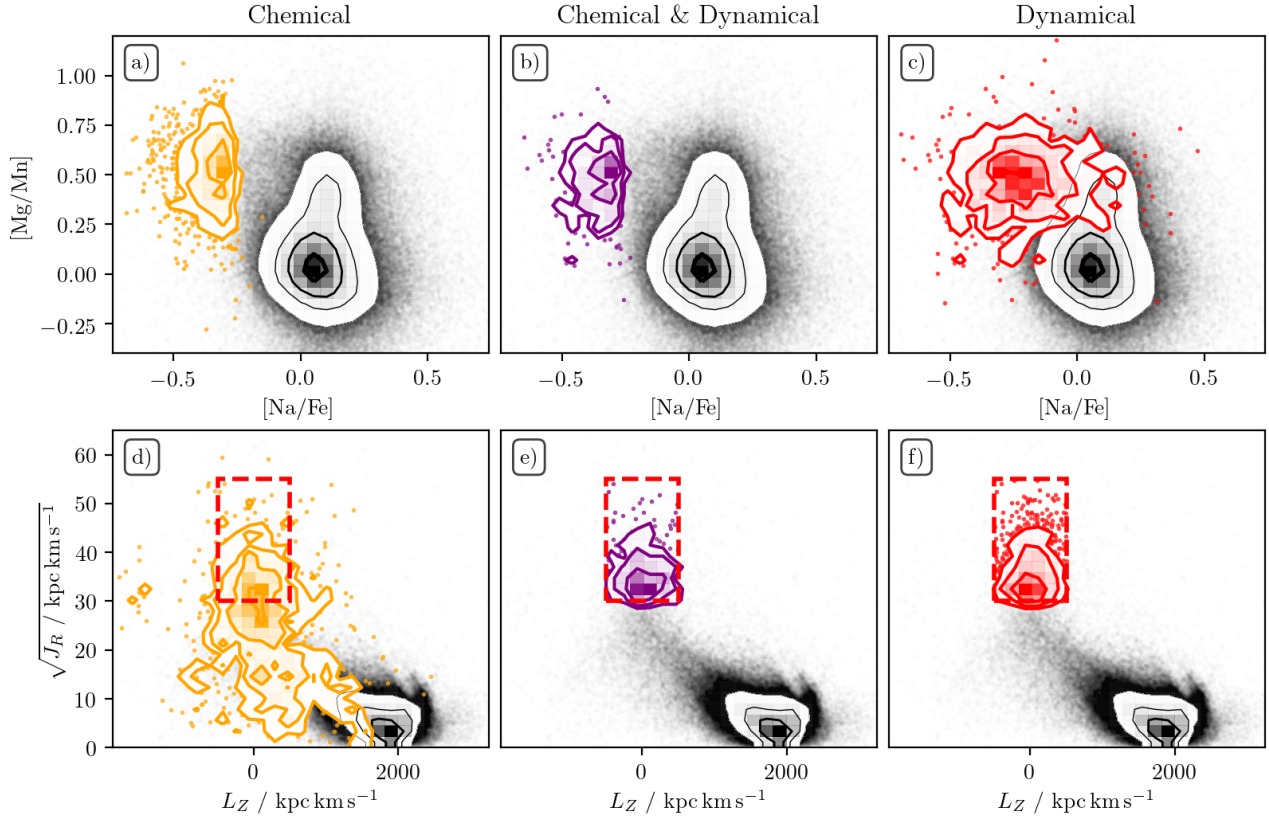 Chemical
Chemical & Dynamical
Dynamical
a)
b)
c)
1.00
0.75
0.50
0.25
0.00
−0.25
[Mg/Mn]
−0.5
0.0
0.5
−0.5
0.0
0.5
−0.5
0.0
0.5
[Na/Fe]
[Na/Fe]
[Na/Fe]
d)
e)
f)
60
50
40
30
20
10
0
√J_R / kpc km s⁻¹
0
2000
0
2000
0
2000
L_Z / kpc km s⁻¹
L_Z / kpc km s⁻¹
L_Z / kpc km s⁻¹